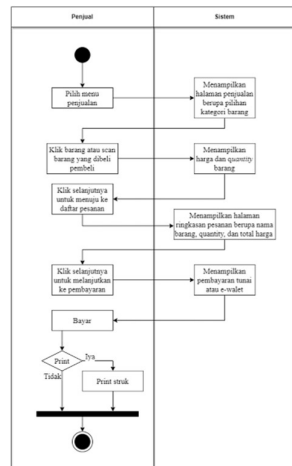 Penjual
Sistem
Pilih menu
penjualan
Menampilkan
halaman penjualan
berupa pilihan
kategori barang
Klik barang atau scan
barang yang dibeli
pembeli
Menampilkan
harga dan quantity
barang
Klik selanjutnya
untuk menuju ke
daftar pesanan
Menampilkan halaman
ringkasan pesanan berupa nama
barang, quantity, dan total harga
Klik selanjutnya
untuk melanjutkan
ke pembayaran
Menampilkan
pembayaran tunai
atau e-walet
Bayar
Print
Iya
Tidak
Print struk